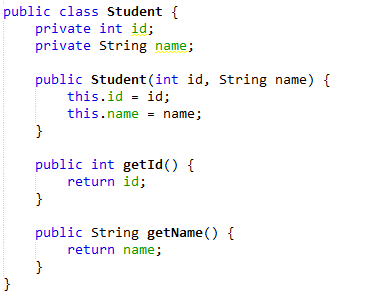 public class Student {
    private int id;
    private String name;

    public Student(int id, String name) {
        this.id = id;
        this.name = name;
    }

    public int getId() {
        return id;
    }

    public String getName() {
        return name;
    }
}